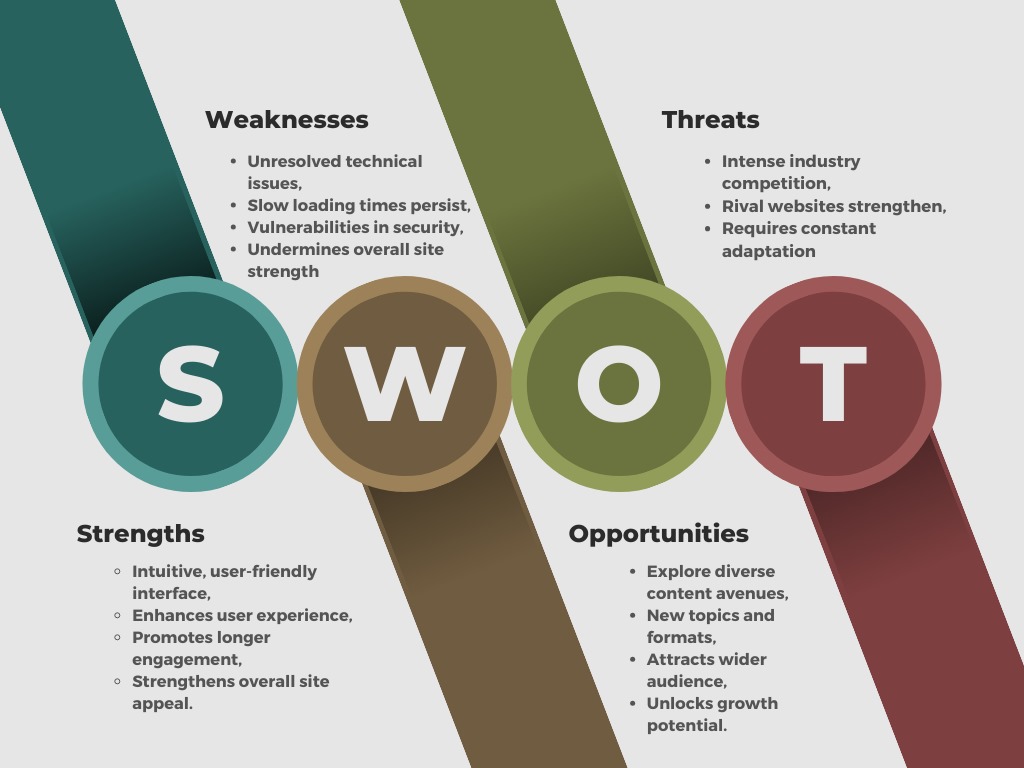 Weaknesses
• Unresolved technical
issues,
• Slow loading times persist,
• Vulnerabilities in security,
• Undermines overall site
strength
Threats
• Intense industry
competition,
• Rival websites strengthen,
• Requires constant
adaptation
S
W
O
T
Strengths
◦ Intuitive, user-friendly
interface,
◦ Enhances user experience,
◦ Promotes longer
engagement,
◦ Strengthens overall site
appeal.
Opportunities
• Explore diverse
content avenues,
• New topics and
formats,
• Attracts wider
audience,
• Unlocks growth
potential.